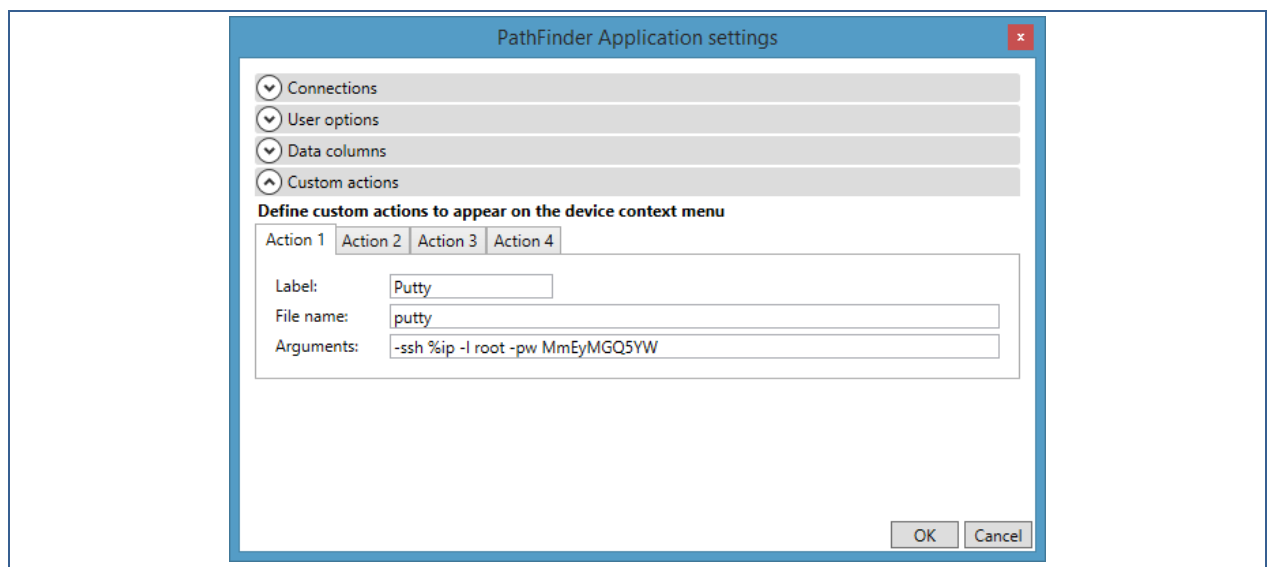 PathFinder Application settings
x
Connections
User options
Data columns
Custom actions
Define custom actions to appear on the device context menu
Action 1 Action 2 Action 3 Action 4
Label: Putty
File name: putty
Arguments: -ssh %ip -l root -pw MmEyMGQ5YW
OK Cancel